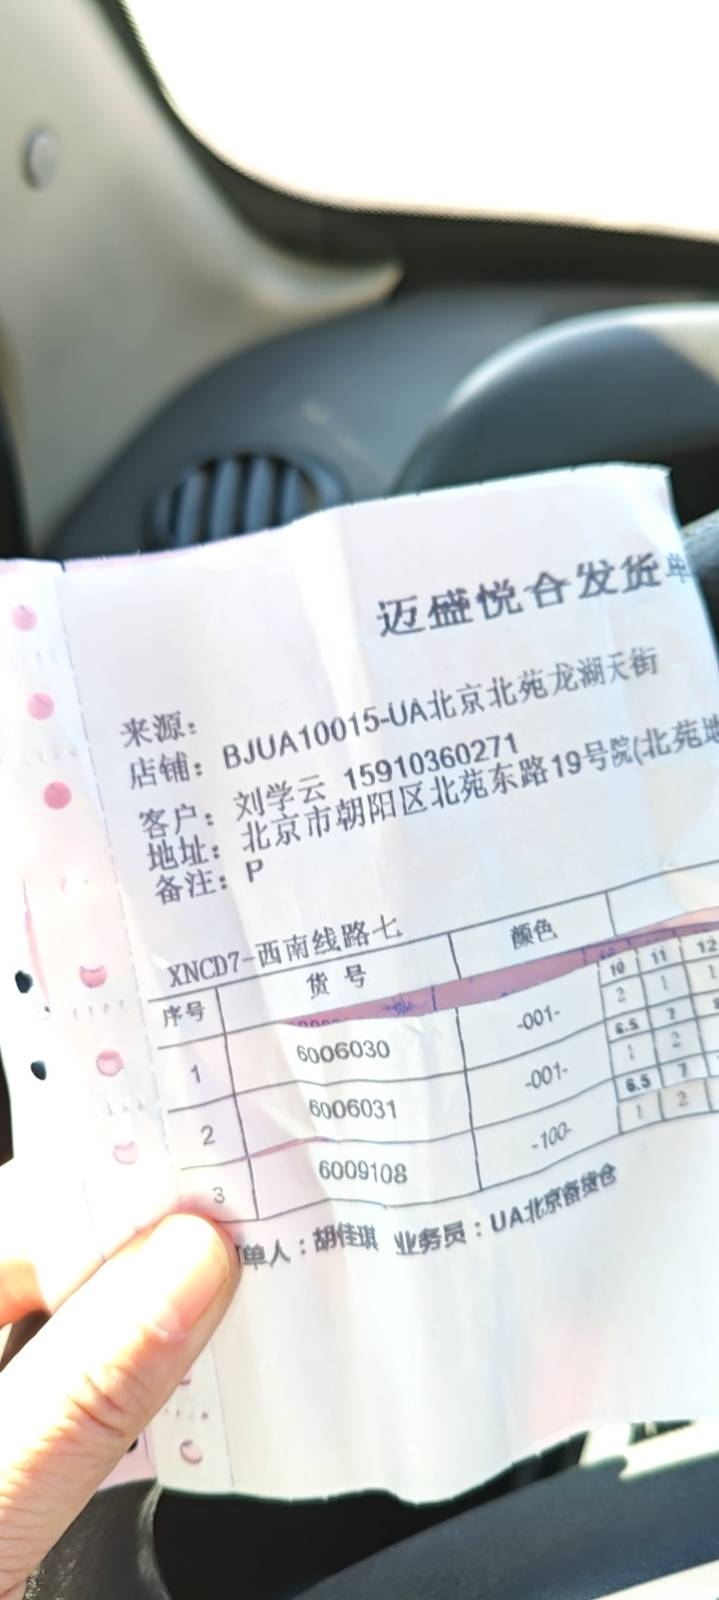 迈盛悦合发货单
来源：
店铺：BJUA10015-UA北京北苑龙湖天街
客户：刘学云 15910360271
地址：北京市朝阳区北苑东路19号院(北苑地
备注：P
XNCD7-西南线路七
序号 货 号 颜色
10 11 12
1 6006030 -001- 2 1 1
6.5 7
2 6006031 -001- 1 2
6.5 7
3 6009108 -100- 1 2
单人：胡佳琪 业务员：UA北京备货仓